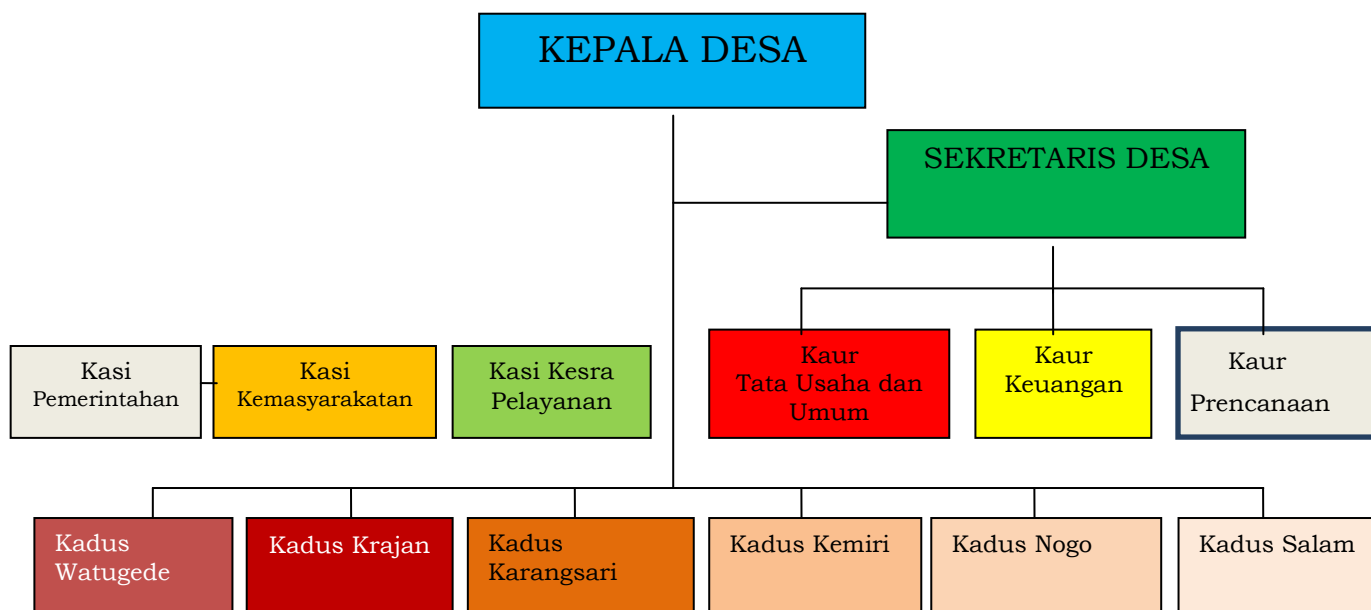 KEPALA DESA
SEKRETARIS DESA
Kasi
Pemerintahan
Kasi
Kemasyarakatan
Kasi Kesra
Pelayanan
Kaur
Tata Usaha dan
Umum
Kaur
Keuangan
Kaur
Prencanaan
Kadus
Watugede
Kadus Krajan
Kadus
Karangsari
Kadus Kemiri
Kadus Nogo
Kadus Salam